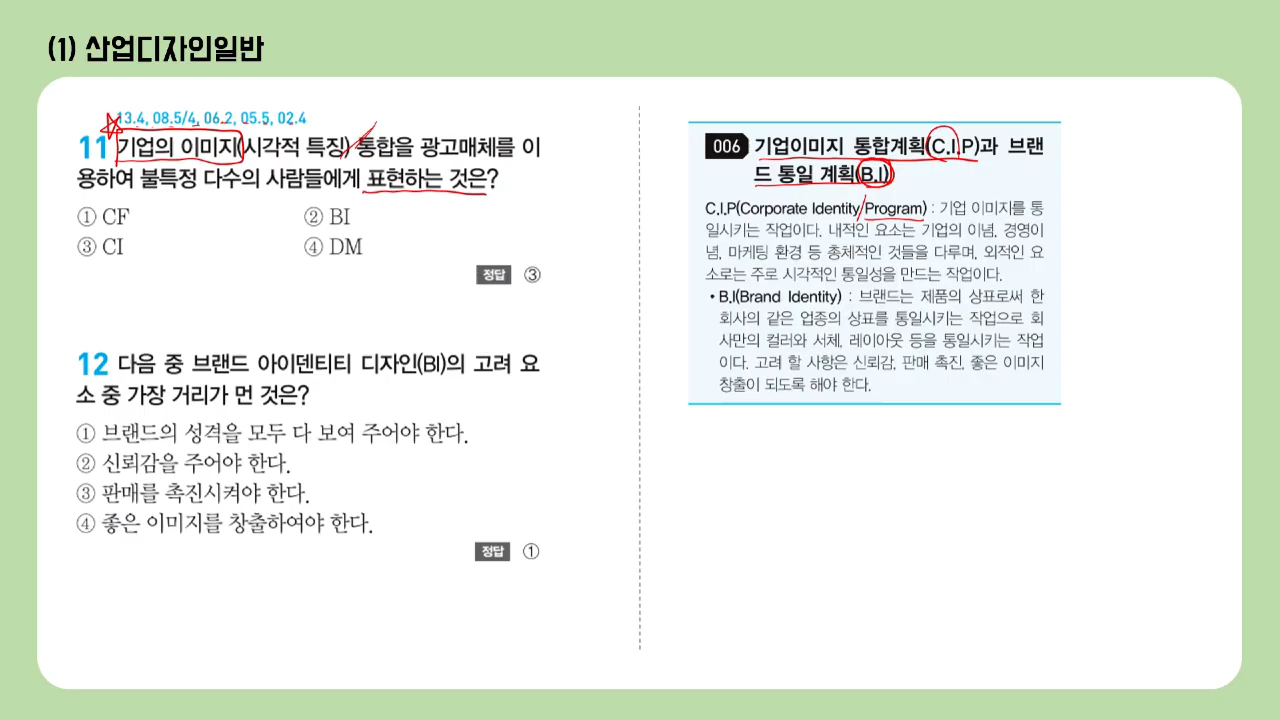 (1) 산업디자인일반
13.4, 08.5/4, 06.2, 05.5, 02.4
11 기업의 이미지(시각적 특징) 통합을 광고매체를 이
용하여 불특정 다수의 사람들에게 표현하는 것은?
① CF ② BI
③ CI ④ DM
정답 ③
12 다음 중 브랜드 아이덴티티 디자인(BI)의 고려 요
소 중 가장 거리가 먼 것은?
① 브랜드의 성격을 모두 다 보여 주어야 한다.
② 신뢰감을 주어야 한다.
③ 판매를 촉진시켜야 한다.
④ 좋은 이미지를 창출하여야 한다.
정답 ①
006 기업이미지 통합계획(C.I.P)과 브랜
드 통일 계획(B.I)
C.I.P(Corporate Identity Program) : 기업 이미지를 통
일시키는 작업이다. 내적인 요소는 기업의 이념, 경영이
념, 마케팅 환경 등 총체적인 것들을 다루며, 외적인 요
소로는 주로 시각적인 통일성을 만드는 작업이다.
• B.I(Brand Identity) : 브랜드는 제품의 상표로써 한
회사의 같은 업종의 상표를 통일시키는 작업으로 회
사만의 컬러와 서체, 레이아웃 등을 통일시키는 작업
이다. 고려 할 사항은 신뢰감, 판매 촉진, 좋은 이미지
창출이 되도록 해야 한다.